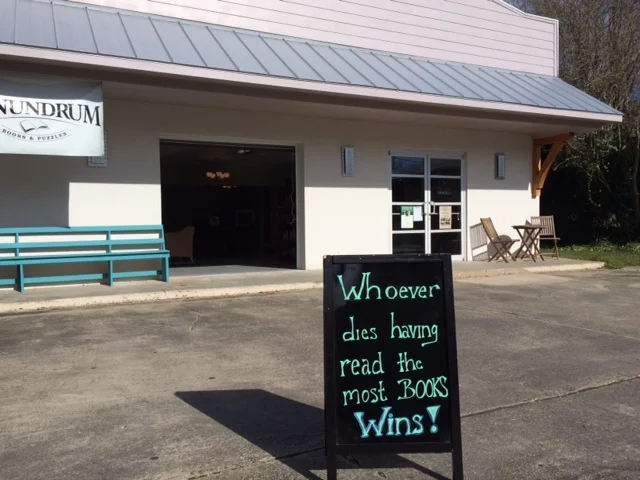 NUNDRUM
BOOKS & PUZZLES
Whoever
dies having
read the
most BOOKS
Wins!